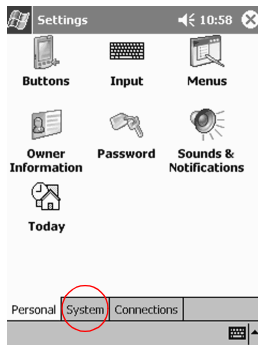 Settings 10:58
Buttons Input Menus
Owner Information Password Sounds & Notifications
Today
Personal System Connections